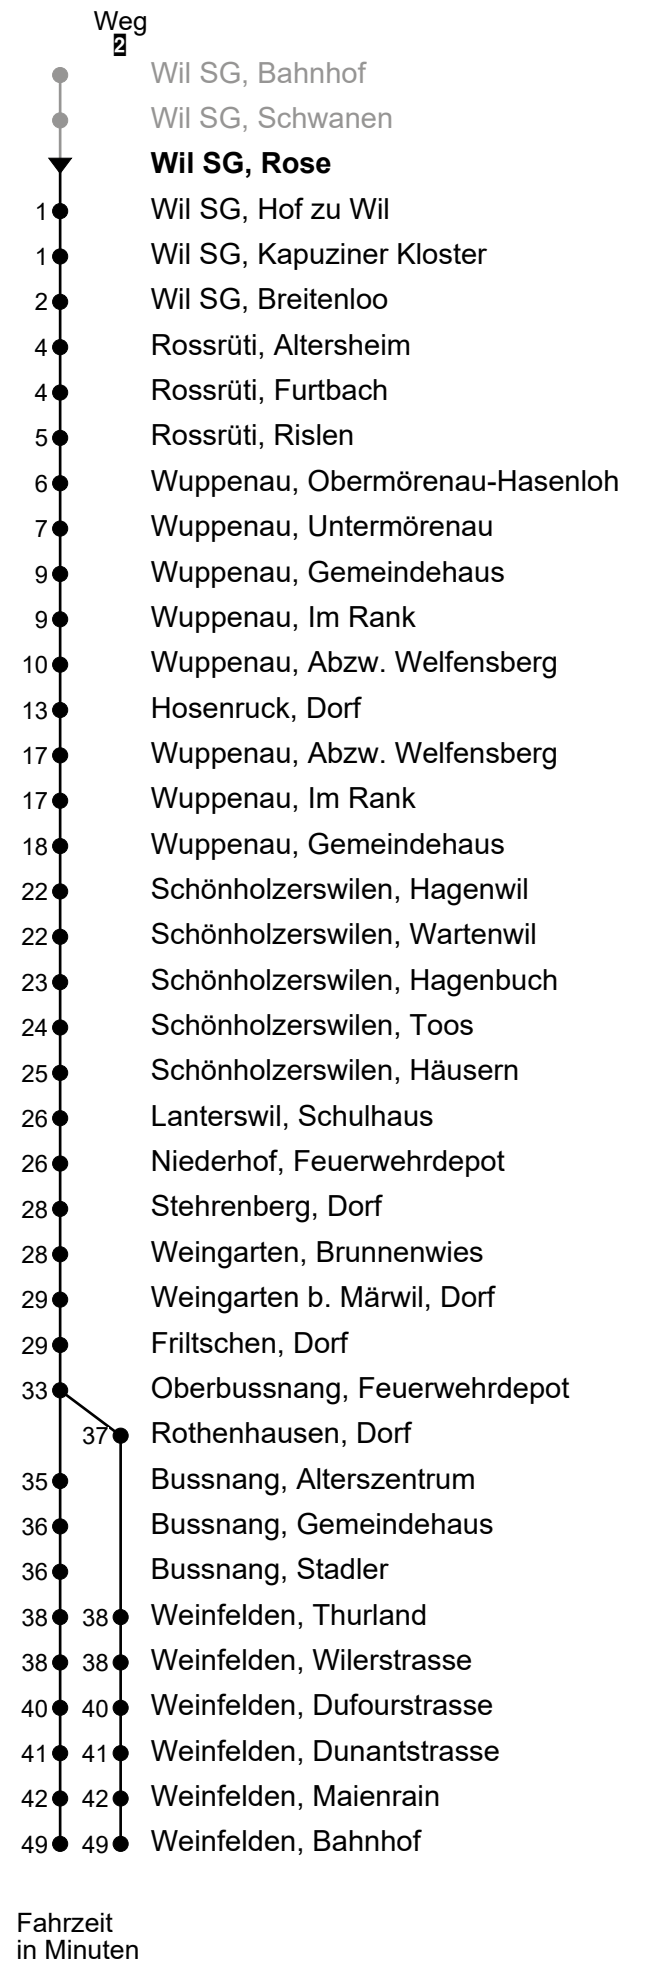 Weg
2
Wil SG, Bahnhof
Wil SG, Schwanen
Wil SG, Rose
1 Wil SG, Hof zu Wil
1 Wil SG, Kapuziner Kloster
2 Wil SG, Breitenloo
4 Rossrüti, Altersheim
4 Rossrüti, Furtbach
5 Rossrüti, Rislen
6 Wuppenau, Obermörenau-Hasenloh
7 Wuppenau, Untermörenau
9 Wuppenau, Gemeindehaus
9 Wuppenau, Im Rank
10 Wuppenau, Abzw. Welfensberg
13 Hosenruck, Dorf
17 Wuppenau, Abzw. Welfensberg
17 Wuppenau, Im Rank
18 Wuppenau, Gemeindehaus
22 Schönholzerswilen, Hagenwil
22 Schönholzerswilen, Wartenwil
23 Schönholzerswilen, Hagenbuch
24 Schönholzerswilen, Toos
25 Schönholzerswilen, Häusern
26 Lanterswil, Schulhaus
26 Niederhof, Feuerwehrdepot
28 Stehrenberg, Dorf
28 Weingarten, Brunnenwies
29 Weingarten b. Märwil, Dorf
29 Friltschen, Dorf
33 Oberbussnang, Feuerwehrdepot
37 Rothenhausen, Dorf
35 Bussnang, Alterszentrum
36 Bussnang, Gemeindehaus
36 Bussnang, Stadler
38 38 Weinfelden, Thurland
38 38 Weinfelden, Wilerstrasse
40 40 Weinfelden, Dufourstrasse
41 41 Weinfelden, Dunantstrasse
42 42 Weinfelden, Maienrain
49 49 Weinfelden, Bahnhof
Fahrzeit
in Minuten